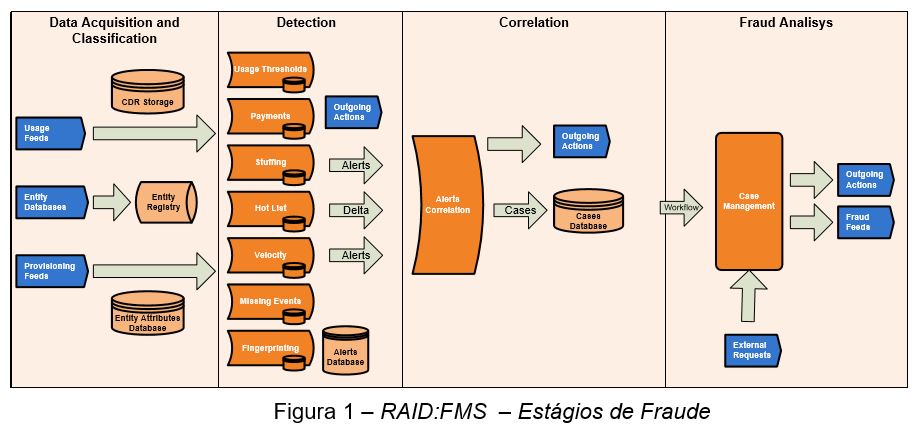 Data Acquisition and
Classification
CDR Storage
Usage
Feeds
Entity
Databases
Entity
Registry
Provisioning
Feeds
Entity Attributes
Database
Detection
Usage Thresholds
Payments
Outgoing
Actions
Stuffing
Alerts
Hot List
Delta
Velocity
Alerts
Missing Events
Fingerprinting
Alerts
Database
Correlation
Alerts
Correlation
Outgoing
Actions
Cases
Cases
Database
Fraud Analisys
Workflow
Case
Management
Outgoing
Actions
Fraud
Feeds
External
Requests
Figura 1 – RAID:FMS – Estágios de Fraude